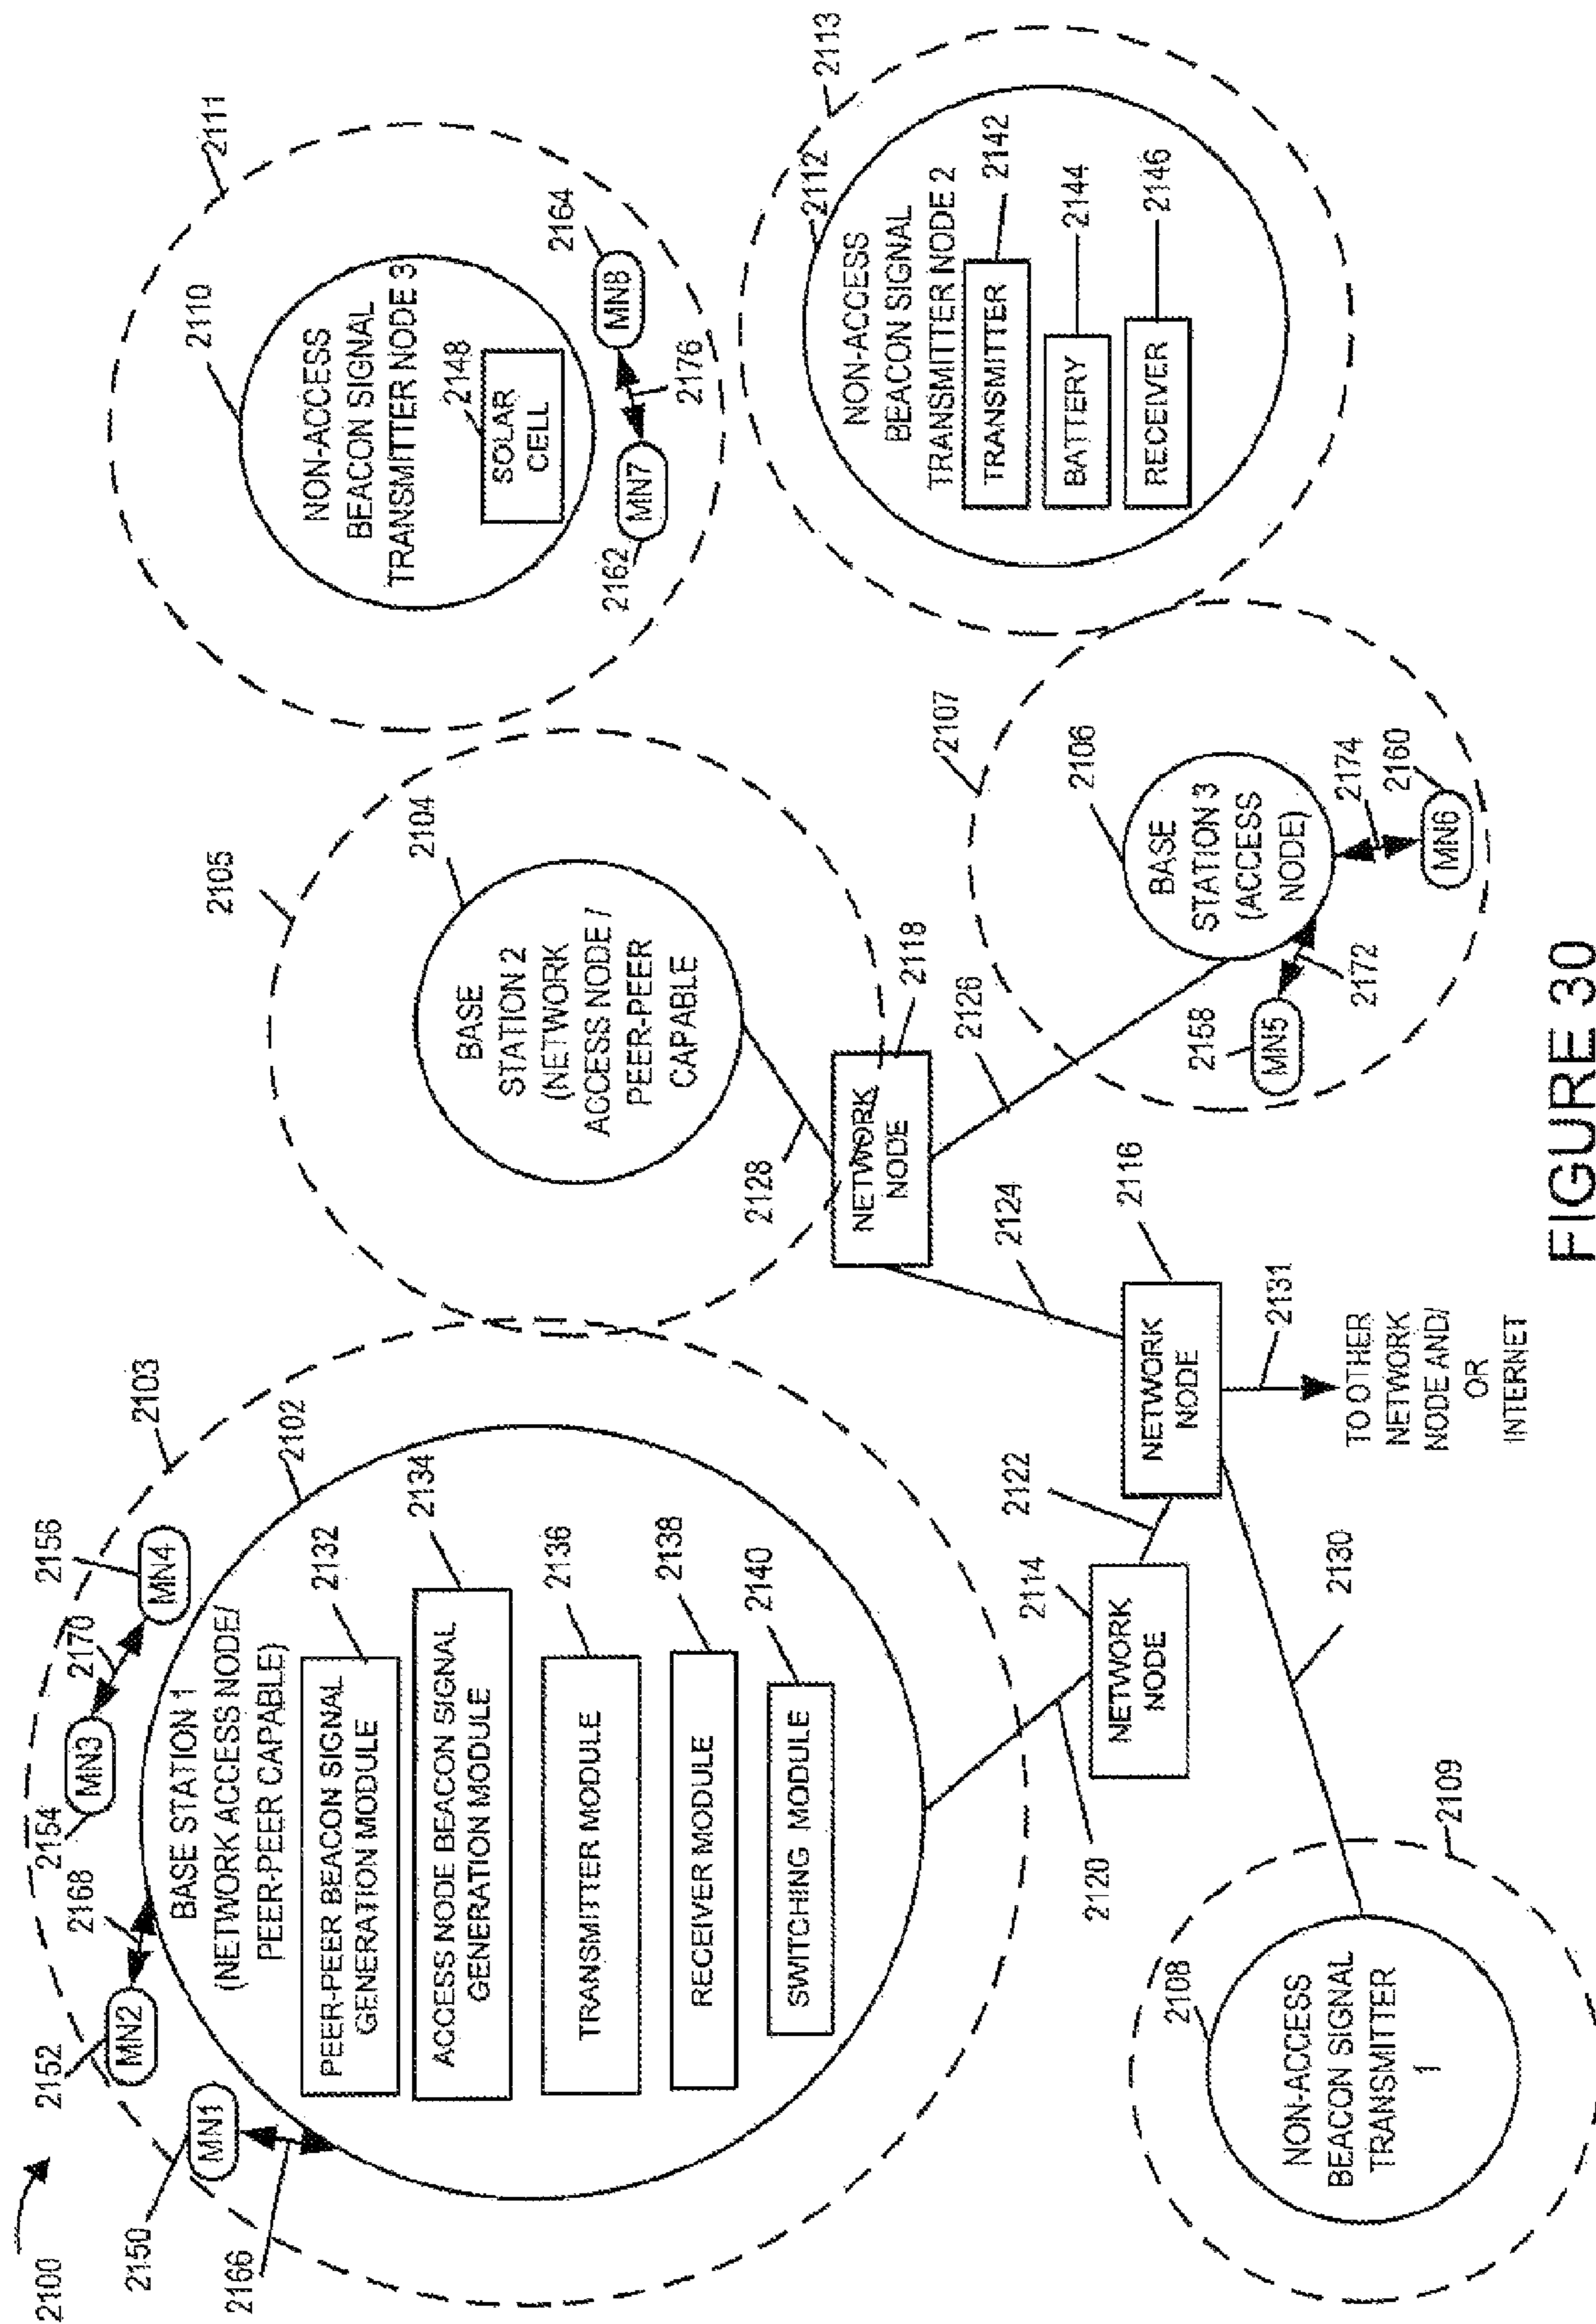 2100
2150
2166
MN1
2152
MN2
2168
2154
MN3
2170
2156
MN4
2103
2102
BASE STATION 1
(NETWORK ACCESS NODE/
PEER-PEER CAPABLE)
PEER-PEER BEACON SIGNAL
GENERATION MODULE
2132
ACCESS NODE BEACON SIGNAL
GENERATION MODULE
2134
TRANSMITTER MODULE
2136
RECEIVER MODULE
2138
SWITCHING MODULE
2140
2105
2104
BASE
STATION 2
(NETWORK
ACCESS NODE /
PEER-PEER
CAPABLE
2111
2110
NON-ACCESS
BEACON SIGNAL
TRANSMITTER NODE 3
2148
SOLAR
CELL
2162
MN7
2176
MN8
2164
2113
2112
NON-ACCESS
BEACON SIGNAL
TRANSMITTER NODE 2
TRANSMITTER
2142
BATTERY
2144
RECEIVER
2146
2107
2106
BASE
STATION 3
(ACCESS
NODE)
2158
MN5
2172
2174
2160
MN6
2128
NETWORK
NODE
2118
2126
2124
2116
NETWORK
NODE
2131
TO OTHER
NETWORK
NODE AND/
OR
INTERNET
2122
2114
NETWORK
NODE
2120
2130
2109
2108
NON-ACCESS
BEACON SIGNAL
TRANSMITTER
1
FIGURE 30